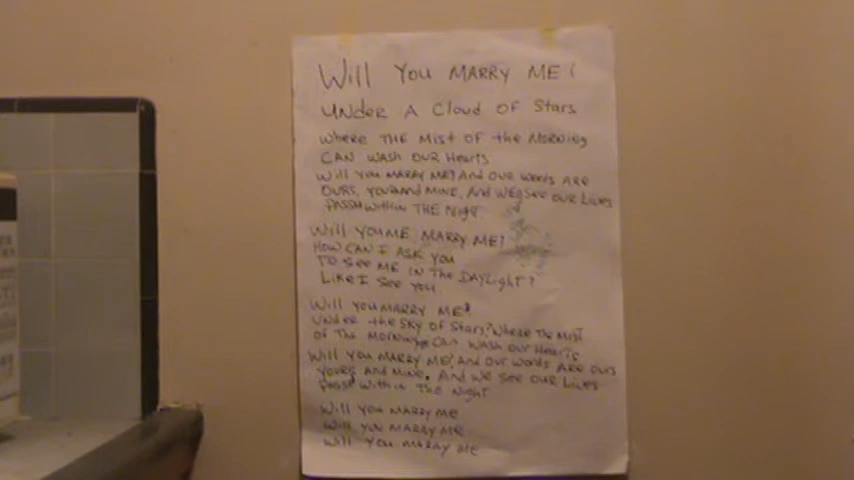 Will You MARRY ME?
UNder A Cloud OF Stars
Where THE Mist OF the MORNing
CAN WASH OUR Hearts
Will you MARRY ME? And OUR Words ARE
OURS, YOURS and MINE, And WE See OUR Lives
PASS Within THE Night
Will YOU ME MARRY ME?
HOW CAN I ASK YOU
TO See ME IN The DAYLight?
Like I See YOU
Will you MARRY ME?
UNder the SKY of Stars? Where The Mist
OF The MORNing CAN WASH OUR Hearts
Will you MARRY ME? And OUR Words ARE OURS
YOURS And MINE. And We See OUR Lives
PASS Within The Night
Will you MARRY ME
Will you MARRY ME
Will you MARRY ME